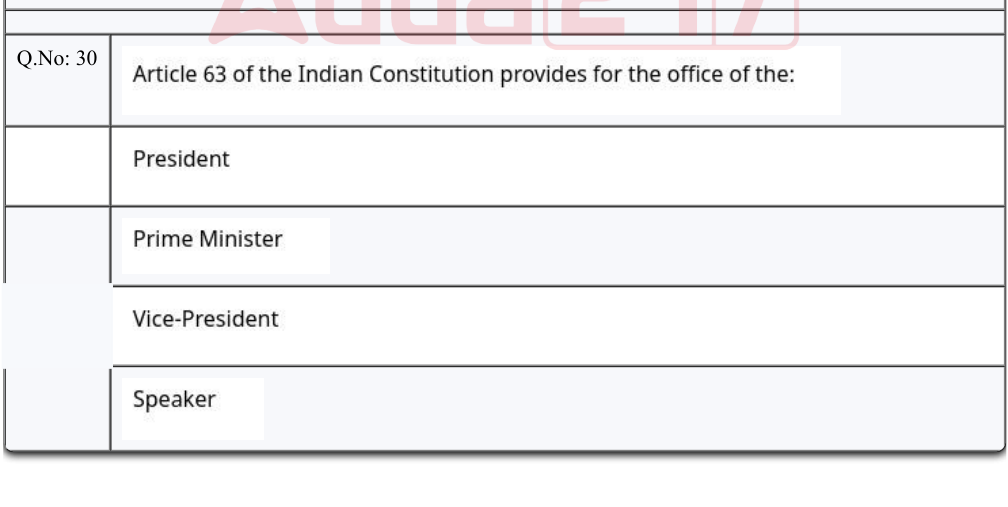 Q.No: 30
Article 63 of the Indian Constitution provides for the office of the:
President
Prime Minister
Vice-President
Speaker